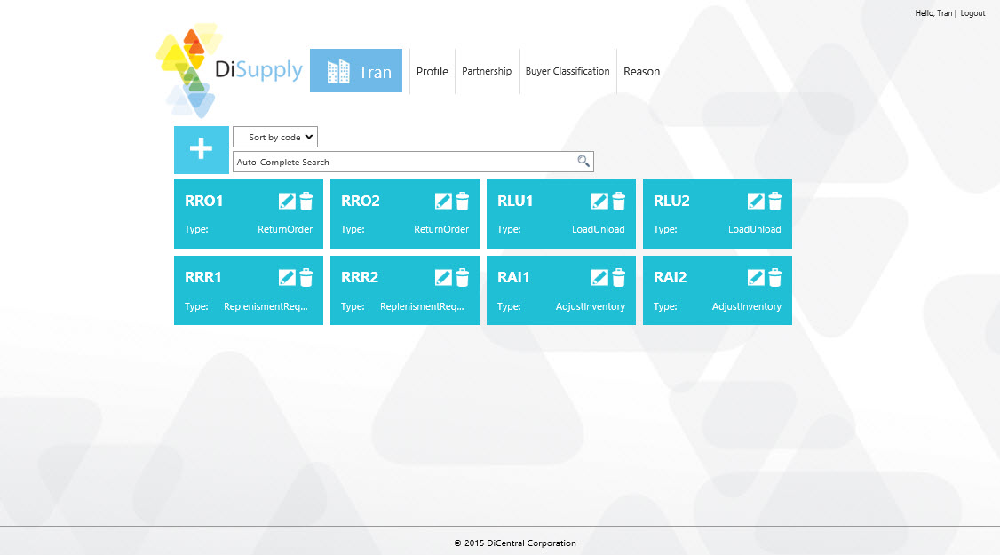 Hello, Tran | Logout
DiSupply
Tran
Profile
Partnership
Buyer Classification
Reason
Sort by code
Auto-Complete Search
RRO1
Type: ReturnOrder
RRO2
Type: ReturnOrder
RLU1
Type: LoadUnload
RLU2
Type: LoadUnload
RRR1
Type: ReplenismentReq...
RRR2
Type: ReplenismentReq...
RAI1
Type: AdjustInventory
RAI2
Type: AdjustInventory
© 2015 DiCentral Corporation